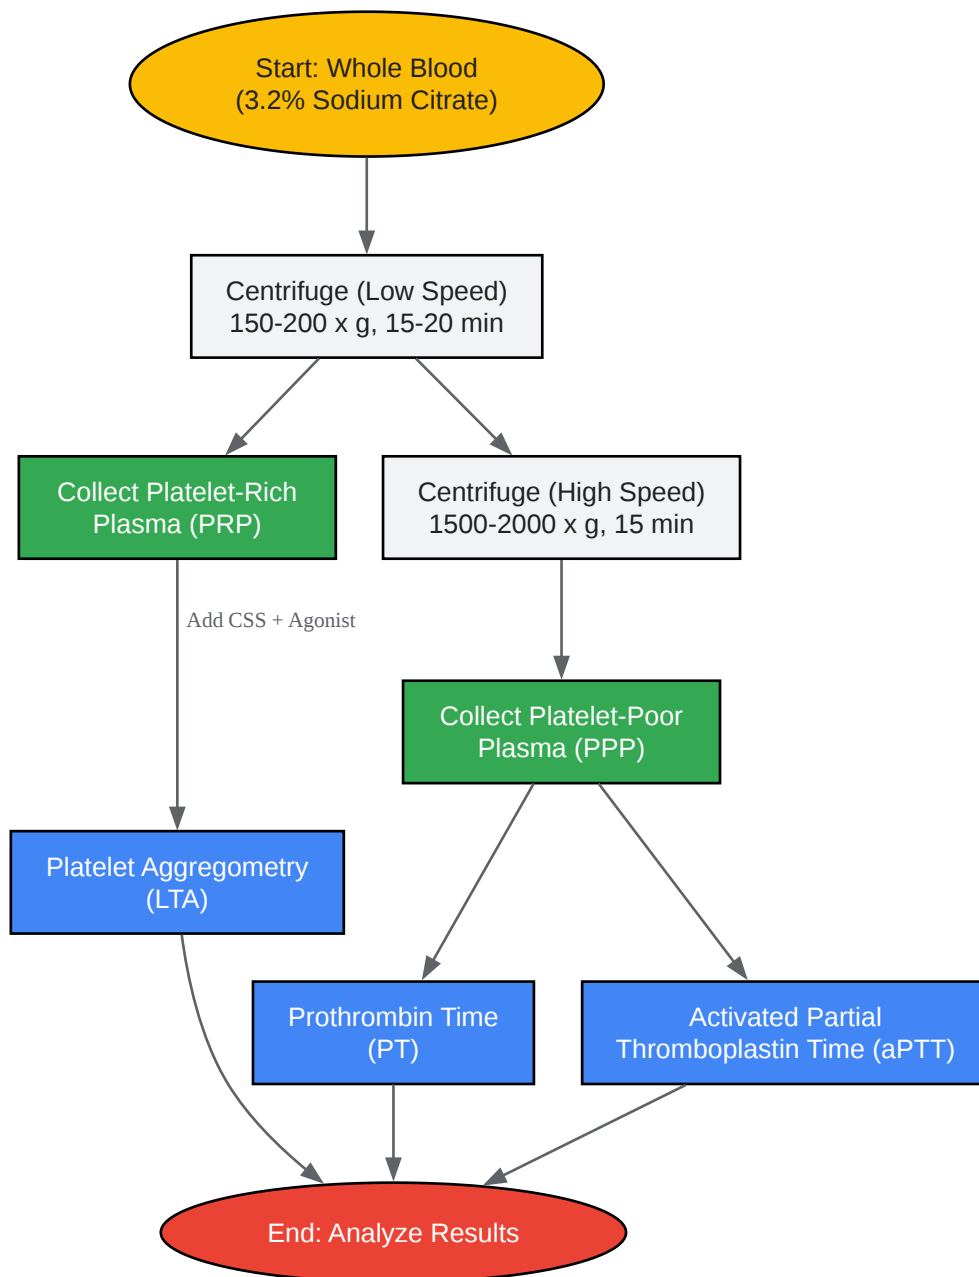 Start: Whole Blood
(3.2% Sodium Citrate)
Centrifuge (Low Speed)
150-200 x g, 15-20 min
Collect Platelet-Rich
Plasma (PRP)
Centrifuge (High Speed)
1500-2000 x g, 15 min
Add CSS + Agonist
Collect Platelet-Poor
Plasma (PPP)
Platelet Aggregometry
(LTA)
Prothrombin Time
(PT)
Activated Partial
Thromboplastin Time (aPTT)
End: Analyze Results